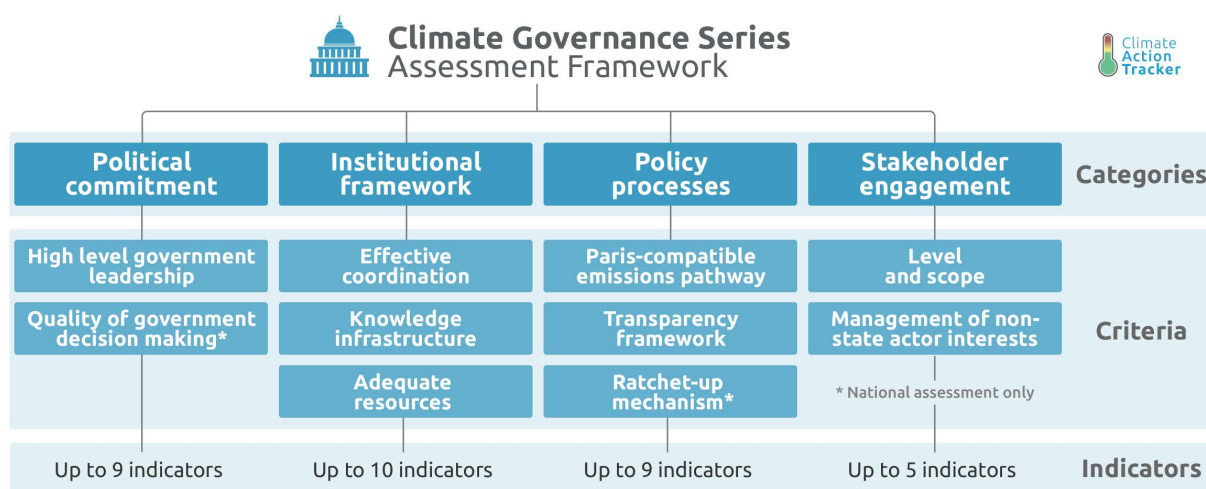 Climate Governance Series
Assessment Framework
Climate
Action
Tracker
Political
commitment
Institutional
framework
Policy
processes
Stakeholder
engagement
Categories
High level government
leadership
Effective
coordination
Paris-compatible
emissions pathway
Level
and scope
Quality of government
decision making*
Knowledge
infrastructure
Transparency
framework
Management of non-
state actor interests
Criteria
Adequate
resources
Ratchet-up
mechanism*
* National assessment only
Up to 9 indicators
Up to 10 indicators
Up to 9 indicators
Up to 5 indicators
Indicators